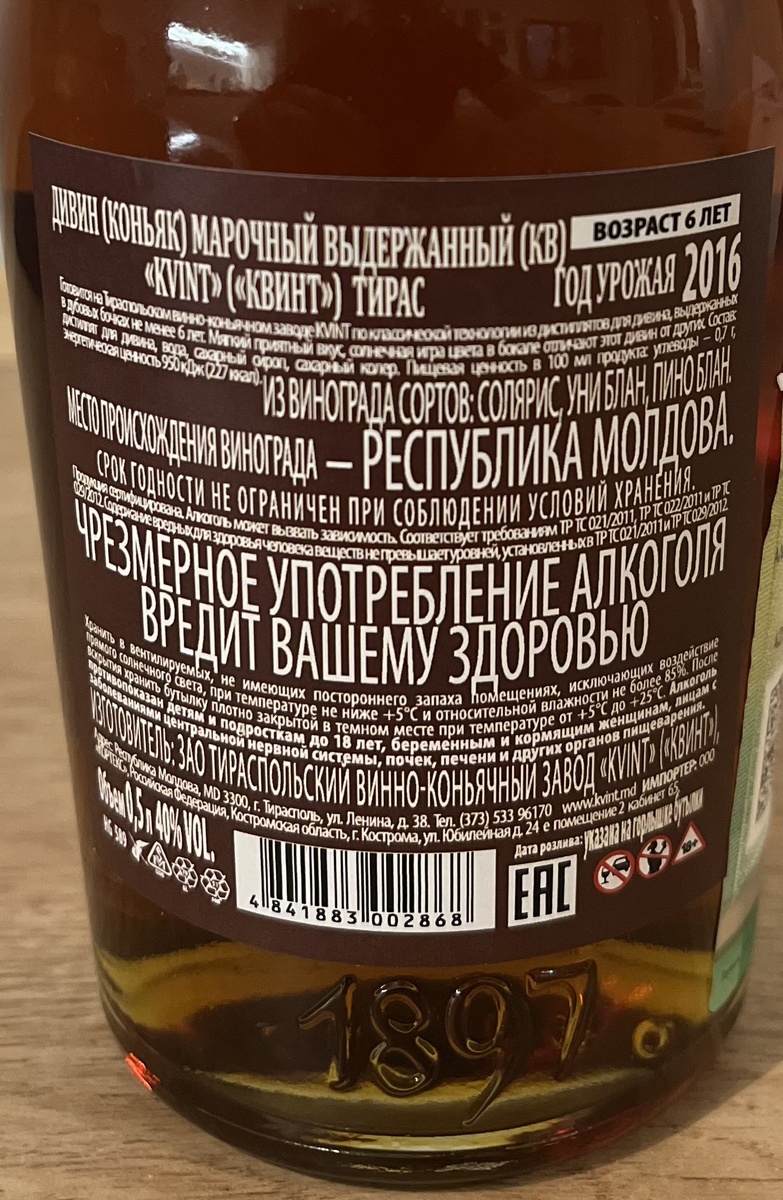 ДИВИН (КОНЬЯК) МАРОЧНЫЙ ВЫДЕРЖАННЫЙ (КВ) ВОЗРАСТ 6 ЛЕТ
«KVINT» («КВИНТ») ТИРАС ГОД УРОЖАЯ 2016
Готовится на Тираспольском винно-коньячном заводе KVINT по классической технологии из дистиллятов для дивина, выдержанных
в дубовых бочках не менее 6 лет. Мягкий приятный вкус, солнечная игра цвета в бокале отличают этот дивин от других. Состав:
дистиллят для дивина, вода, сахарный сироп, сахарный колер. Пищевая ценность в 100 мл продукта: углеводы – 0,7 г,
энергетическая ценность 950 кДж (227 ккал).
ИЗ ВИНОГРАДА СОРТОВ: СОЛЯРИС, УНИ БЛАН, ПИНО БЛАН.
МЕСТО ПРОИСХОЖДЕНИЯ ВИНОГРАДА – РЕСПУБЛИКА МОЛДОВА.
СРОК ГОДНОСТИ НЕ ОГРАНИЧЕН ПРИ СОБЛЮДЕНИИ УСЛОВИЙ ХРАНЕНИЯ.
Продукция сертифицирована. Алкоголь может вызвать зависимость. Соответствует требованиям ТР ТС 021/2011, ТР ТС 022/2011 и ТР ТС
029/2012. Содержание вредных для здоровья человека веществ не превышает уровней, установленных в ТР ТС 021/2011 и ТР ТС 029/2012.
ЧРЕЗМЕРНОЕ УПОТРЕБЛЕНИЕ АЛКОГОЛЯ
ВРЕДИТ ВАШЕМУ ЗДОРОВЬЮ
Хранить в вентилируемых, не имеющих постороннего запаха помещениях, исключающих воздействие
прямого солнечного света, при температуре не ниже +5°С и относительной влажности не более 85%. После
вскрытия хранить бутылку плотно закрытой в темном месте при температуре от +5°С до +25°С. Алкоголь
противопоказан детям и подросткам до 18 лет, беременным и кормящим женщинам, лицам с
заболеваниями центральной нервной системы, почек, печени и других органов пищеварения.
ИЗГОТОВИТЕЛЬ: ЗАО ТИРАСПОЛЬСКИЙ ВИННО-КОНЬЯЧНЫЙ ЗАВОД «KVINT» («КВИНТ»),
Адрес: Республика Молдова, MD 3300, г. Тирасполь, ул. Ленина, д. 38. Тел. (373) 533 96170 www.kvint.md ИМПОРТЕР: ООО
«ВОРТЕКС», Российская Федерация, Костромская область, г. Кострома, ул. Юбилейная д. 24 е помещение 2 кабинет 65.
Объем 0,5 л 40% VOL. Дата розлива: указана на горлышке бутылки
EAC 18+
4 841883 002868
1897